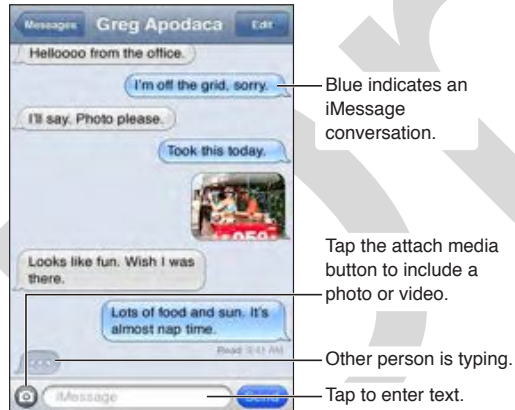 Messages Greg Apodaca Edit
Helloooo from the office.
I'm off the grid, sorry.
I'll say. Photo please.
Took this today.
Looks like fun. Wish I was
there.
Lots of food and sun. It's
almost nap time.
Read 9:41 AM
iMessage Send
Blue indicates an
iMessage
conversation.
Tap the attach media
button to include a
photo or video.
Other person is typing.
Tap to enter text.